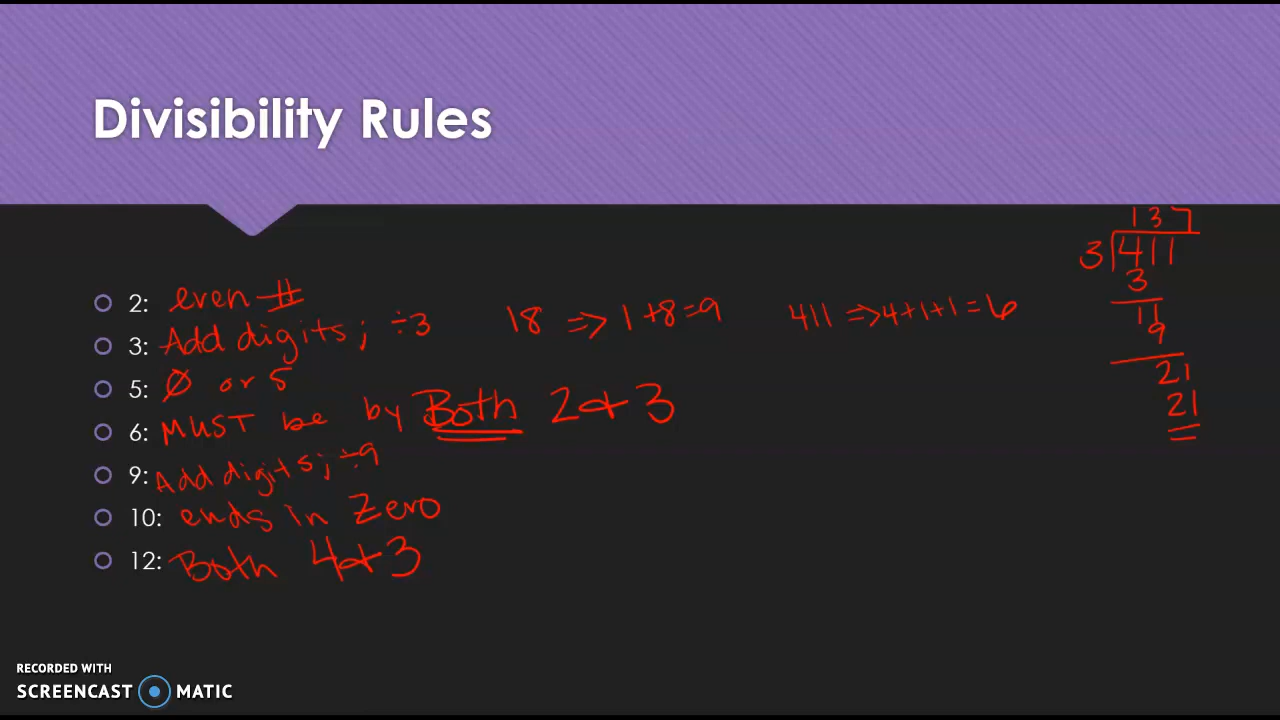 Divisibility Rules
2: even #
3: Add digits; ÷3 18 => 1+8=9 411 => 4+1+1=6
5: Ø or 5
6: MUST be by Both 2 & 3
9: Add digits; ÷9
10: ends in Zero
12: Both 4 & 3
137
3 411
3
11
9
21
21
RECORDED WITH
SCREENCAST MATIC